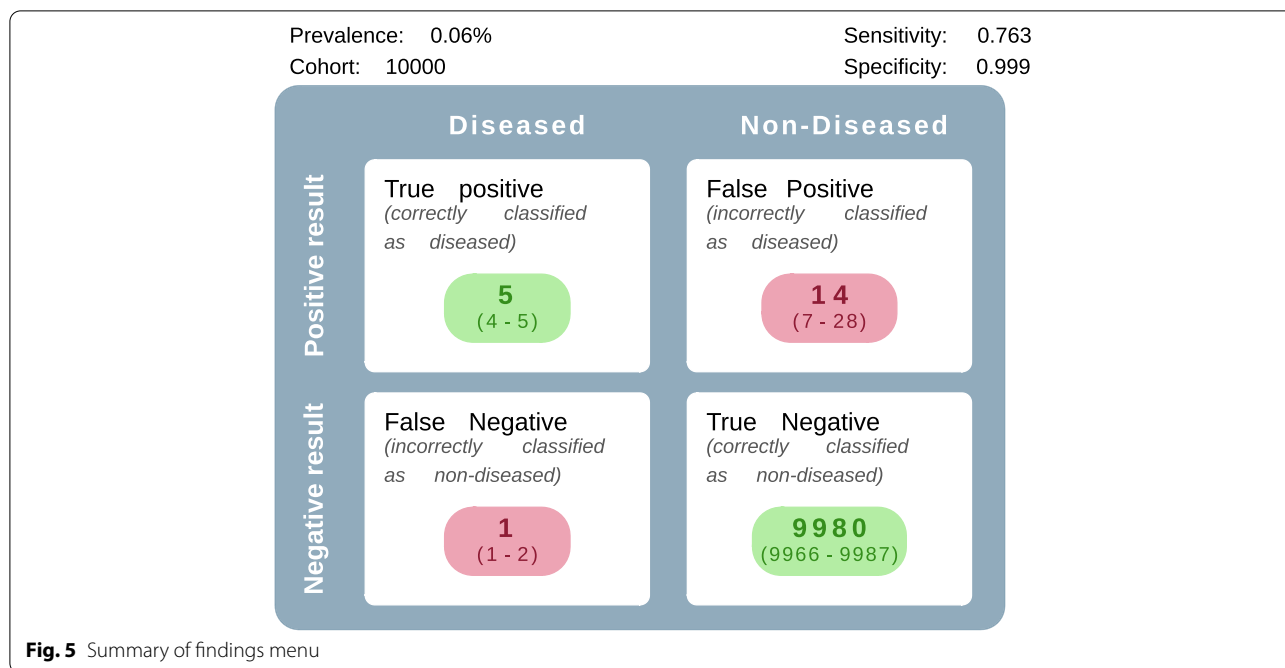 Prevalence: 0.06%
Sensitivity: 0.763
Cohort: 10000
Specificity: 0.999
Diseased
Non-Diseased
Positive result
True positive
(correctly classified
as diseased)
5
(4 - 5)
False Positive
(incorrectly classified
as diseased)
14
(7 - 28)
Negative result
False Negative
(incorrectly classified
as non-diseased)
1
(1 - 2)
True Negative
(correctly classified
as non-diseased)
9980
(9966 - 9987)
Fig. 5 Summary of findings menu